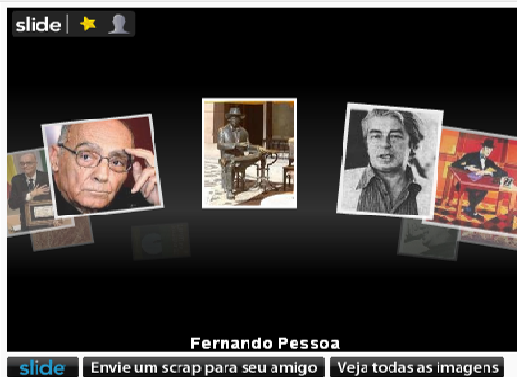 slide
Fernando Pessoa
slide
Envie um scrap para seu amigo
Veja todas as imagens